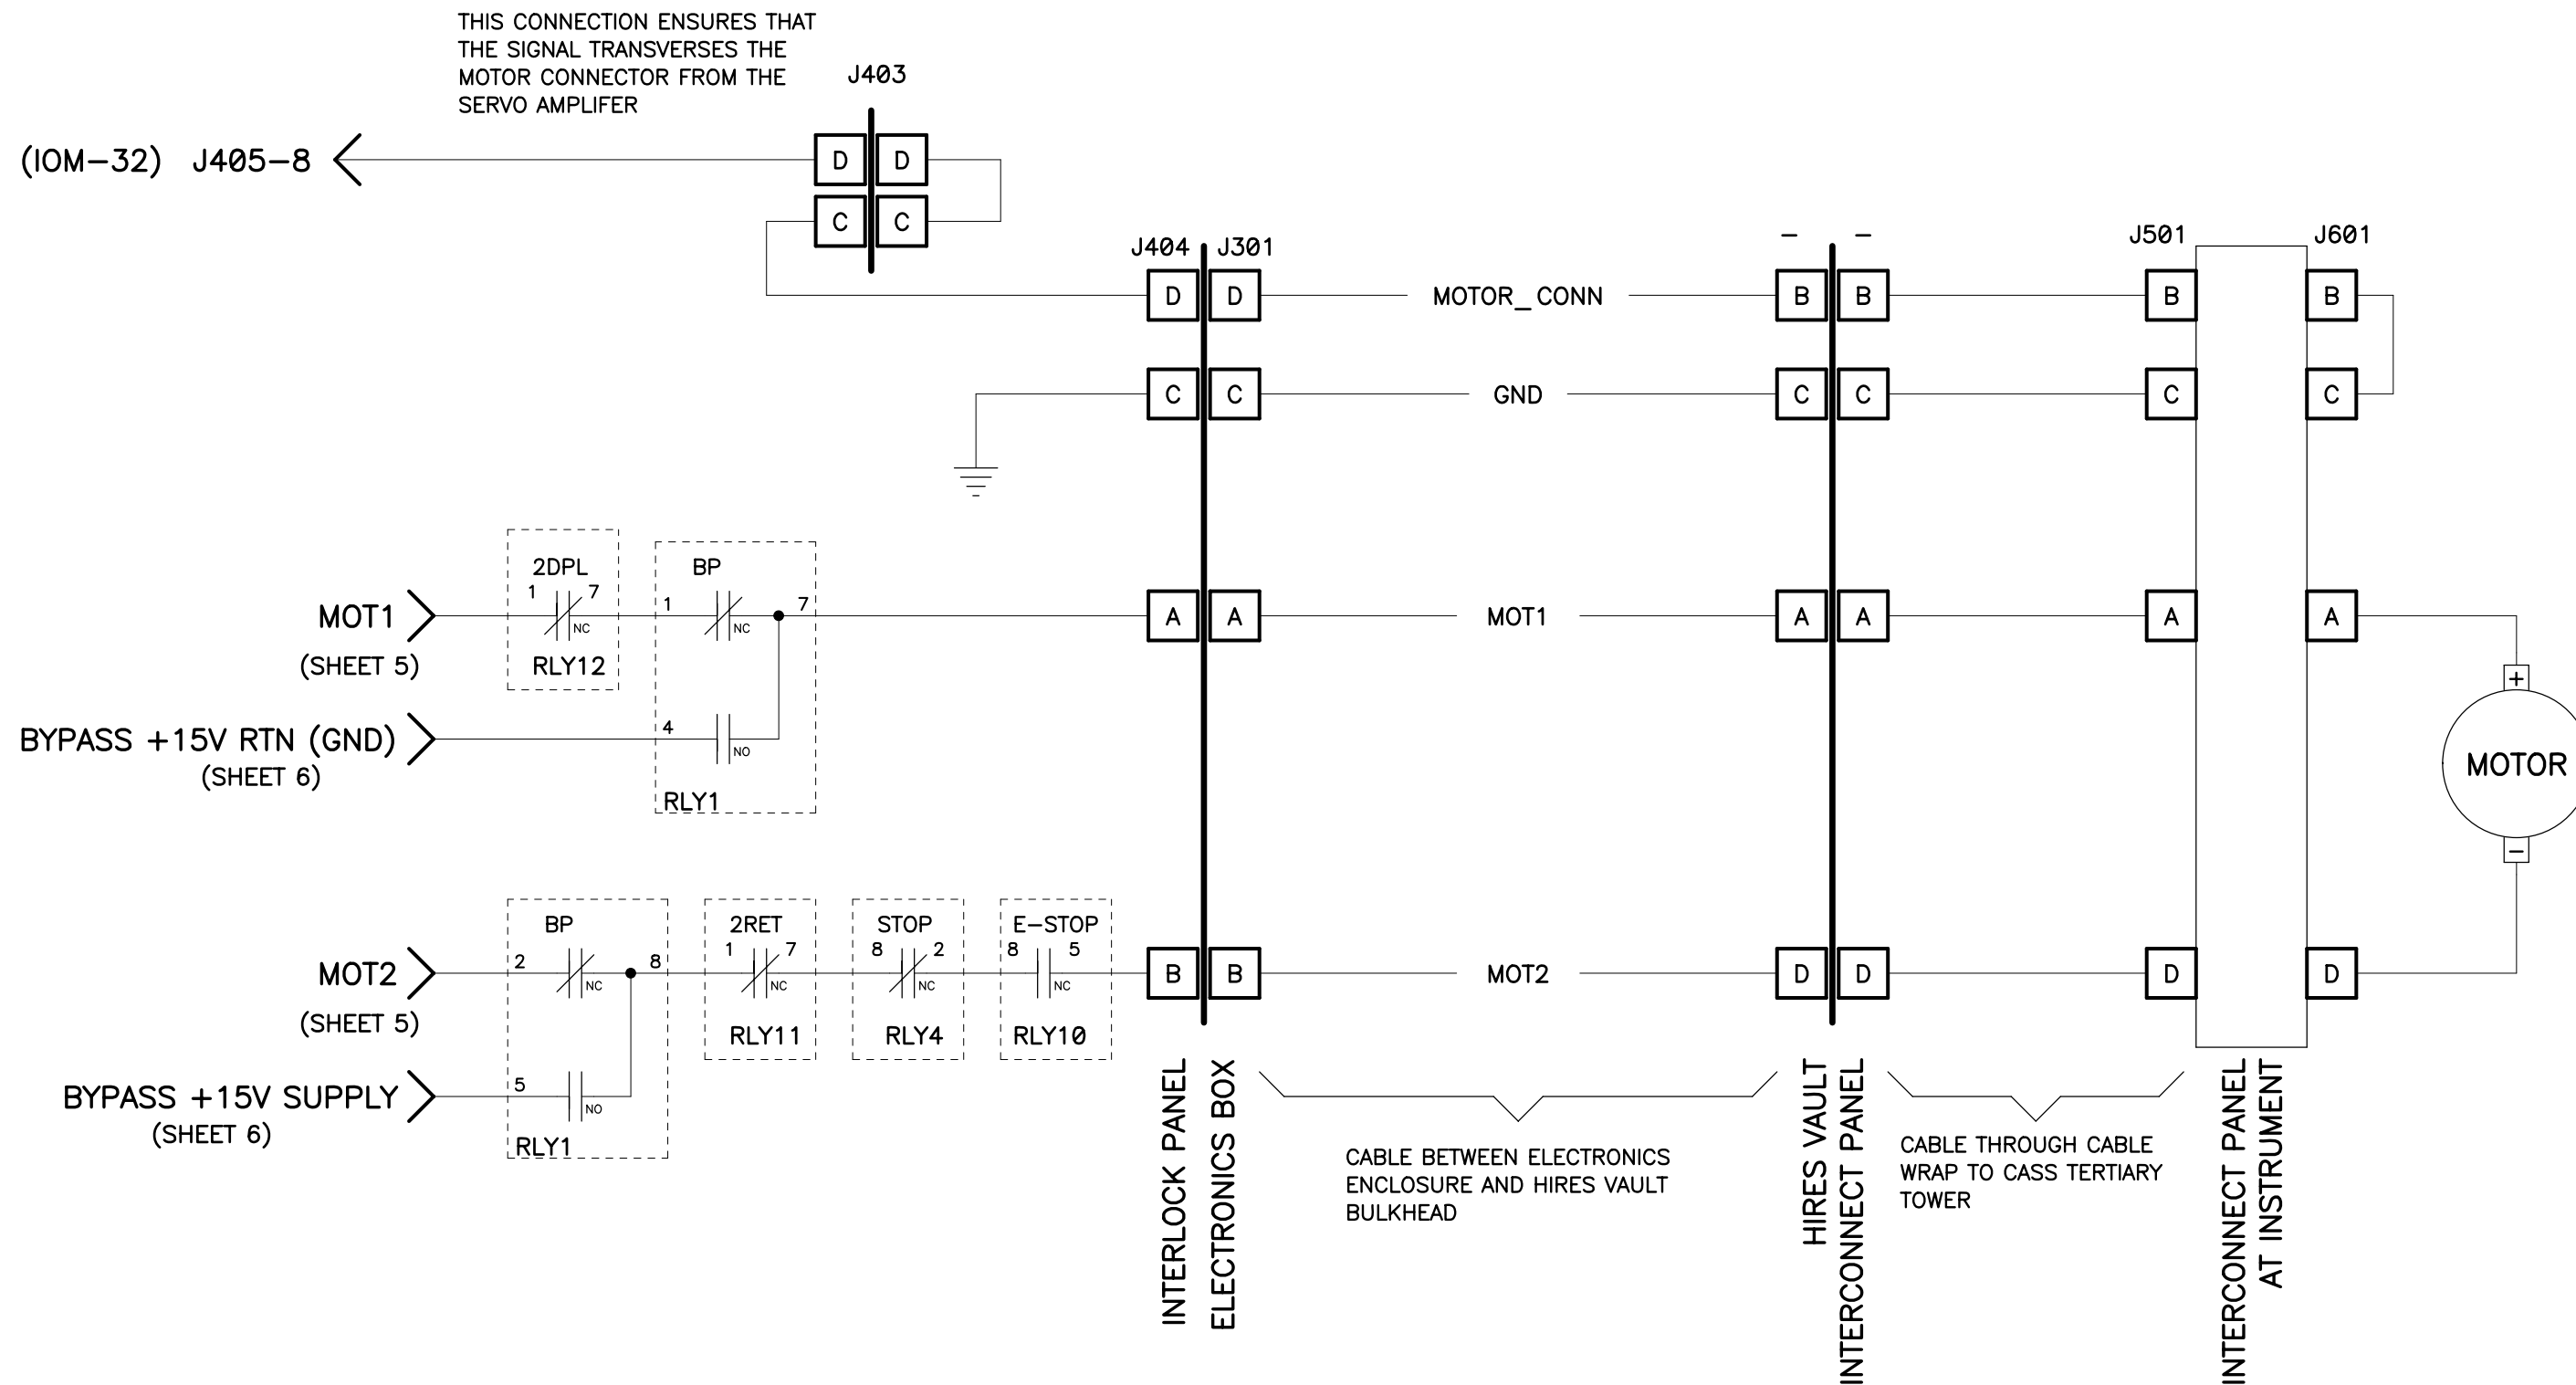 THIS CONNECTION ENSURES THAT
THE SIGNAL TRANSVERSES THE
MOTOR CONNECTOR FROM THE
SERVO AMPLIFER
J403
(IOM-32) J405-8
D D
C C
J404 J301
- -
J501 J601
D D MOTOR_CONN B B B B
C C GND C C C C
2DPL
1 7
NC
RLY12
BP
1 7
NC
4
NO
RLY1
MOT1
(SHEET 5)
A A MOT1 A A A A
BYPASS +15V RTN (GND)
(SHEET 6)
+
MOTOR
-
BP
2 8
NC
5
NO
RLY1
2RET
1 7
NC
RLY11
STOP
8 2
NC
RLY4
E-STOP
8 5
NC
RLY10
MOT2
(SHEET 5)
B B MOT2 D D D D
BYPASS +15V SUPPLY
(SHEET 6)
INTERLOCK PANEL
ELECTRONICS BOX
CABLE BETWEEN ELECTRONICS
ENCLOSURE AND HIRES VAULT
BULKHEAD
HIRES VAULT
INTERCONNECT PANEL
CABLE THROUGH CABLE
WRAP TO CASS TERTIARY
TOWER
INTERCONNECT PANEL
AT INSTRUMENT